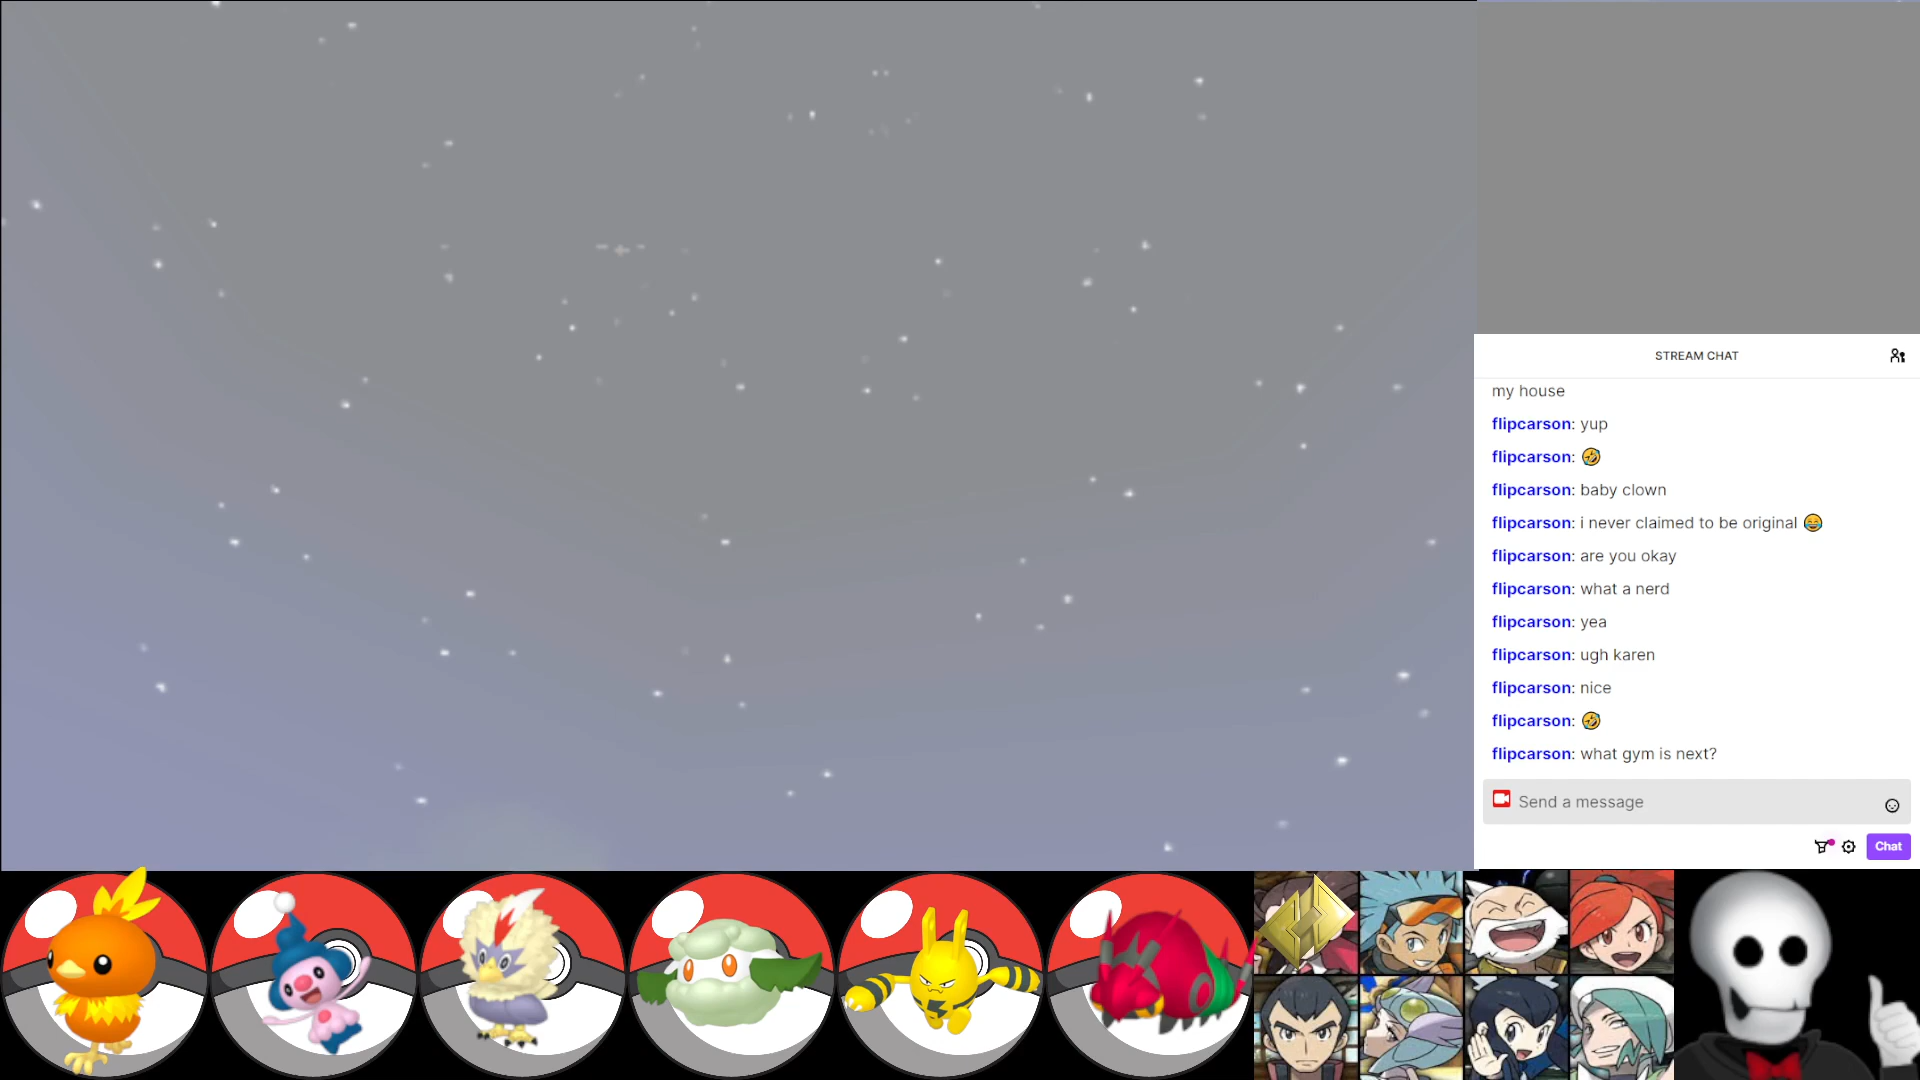 STREAM CHAT
my house
flipcarson: yup
flipcarson: 🤣
flipcarson: baby clown
flipcarson: i never claimed to be original 😂
flipcarson: are you okay
flipcarson: what a nerd
flipcarson: yea
flipcarson: ugh karen
flipcarson: nice
flipcarson: 🤣
flipcarson: what gym is next?
Send a message
Chat